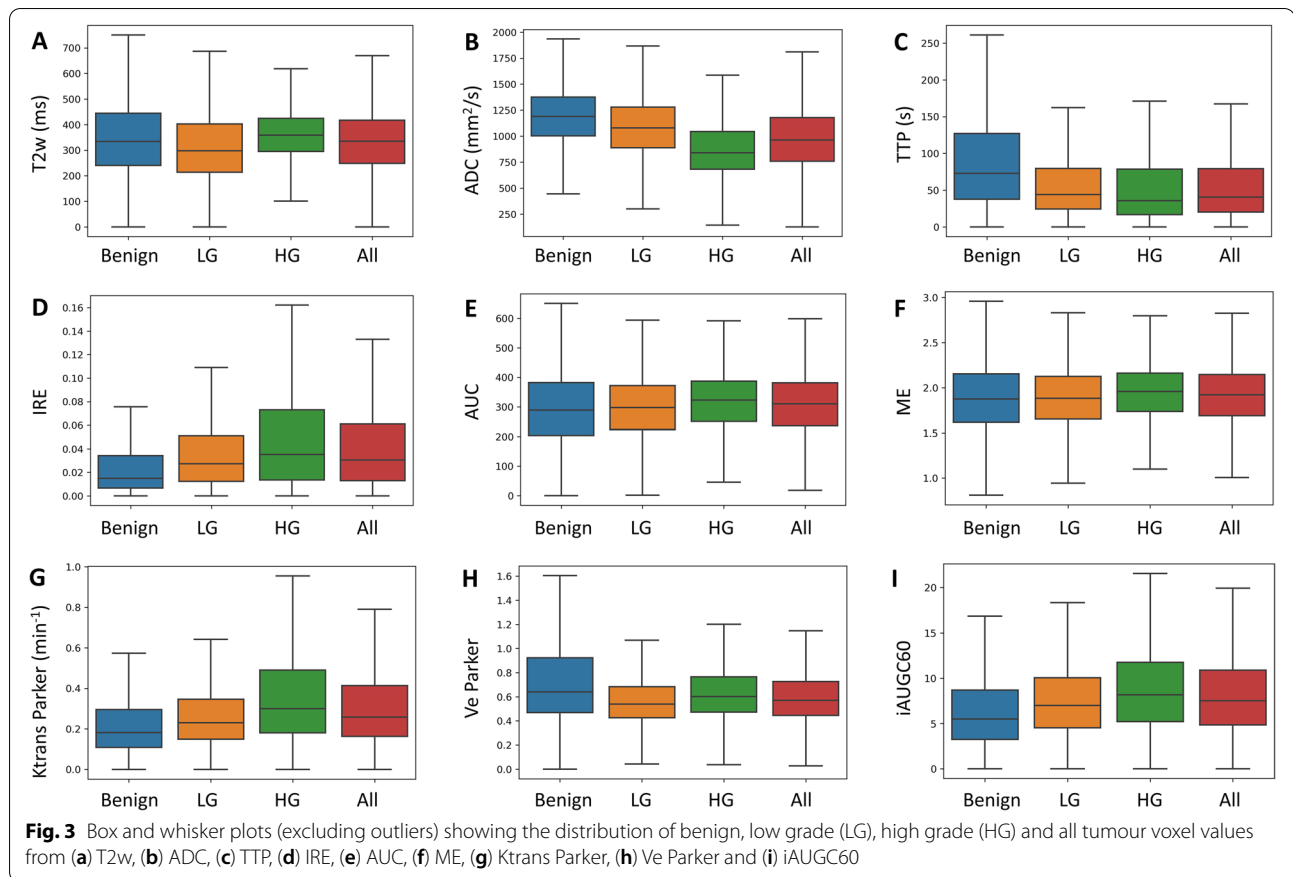 A
T2w (ms)
700
600
500
400
300
200
100
0
Benign LG HG All
B
ADC (mm²/s)
2000
1750
1500
1250
1000
750
500
250
Benign LG HG All
C
TTP (s)
250
200
150
100
50
0
Benign LG HG All
D
IRE
0.16
0.14
0.12
0.10
0.08
0.06
0.04
0.02
0.00
Benign LG HG All
E
AUC
600
500
400
300
200
100
0
Benign LG HG All
F
ME
3.0
2.5
2.0
1.5
1.0
Benign LG HG All
G
Ktrans Parker (min⁻¹)
1.0
0.8
0.6
0.4
0.2
0.0
Benign LG HG All
H
Ve Parker
1.6
1.4
1.2
1.0
0.8
0.6
0.4
0.2
0.0
Benign LG HG All
I
iAUGC60
20
15
10
5
0
Benign LG HG All
Fig. 3 Box and whisker plots (excluding outliers) showing the distribution of benign, low grade (LG), high grade (HG) and all tumour voxel values
from (a) T2w, (b) ADC, (c) TTP, (d) IRE, (e) AUC, (f) ME, (g) Ktrans Parker, (h) Ve Parker and (i) iAUGC60